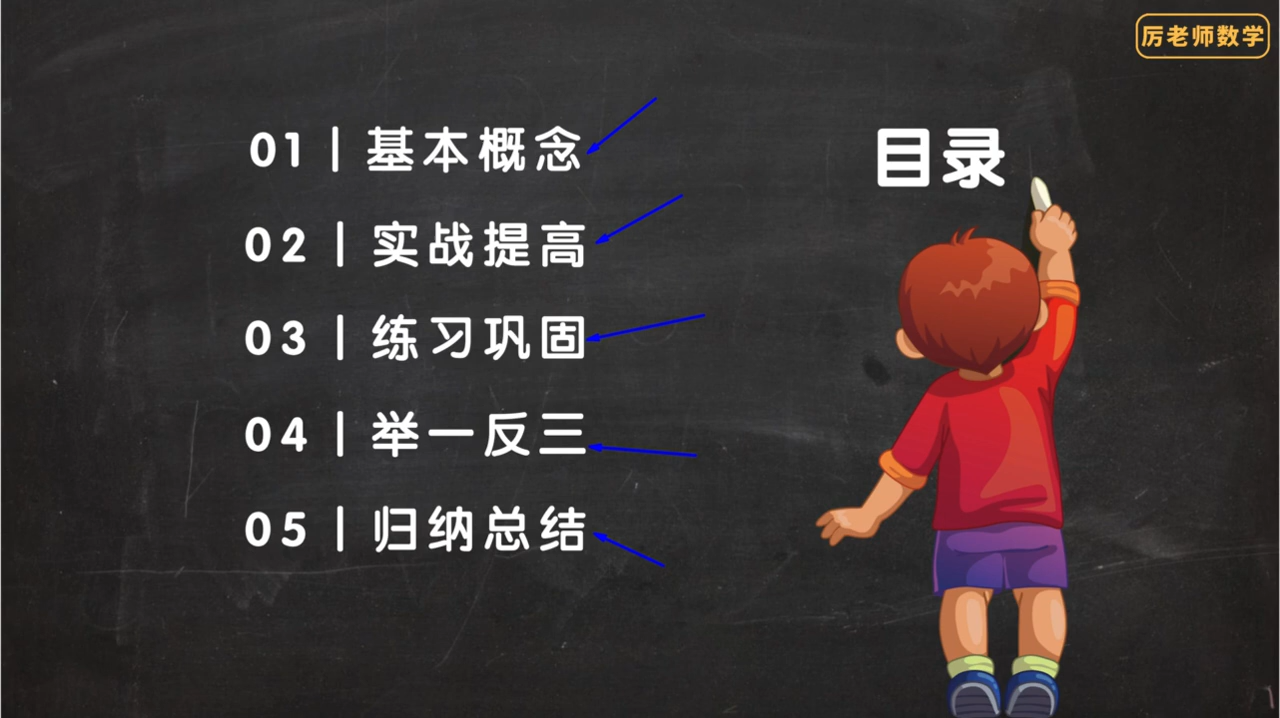 厉老师数学
目录
01 | 基本概念
02 | 实战提高
03 | 练习巩固
04 | 举一反三
05 | 归纳总结